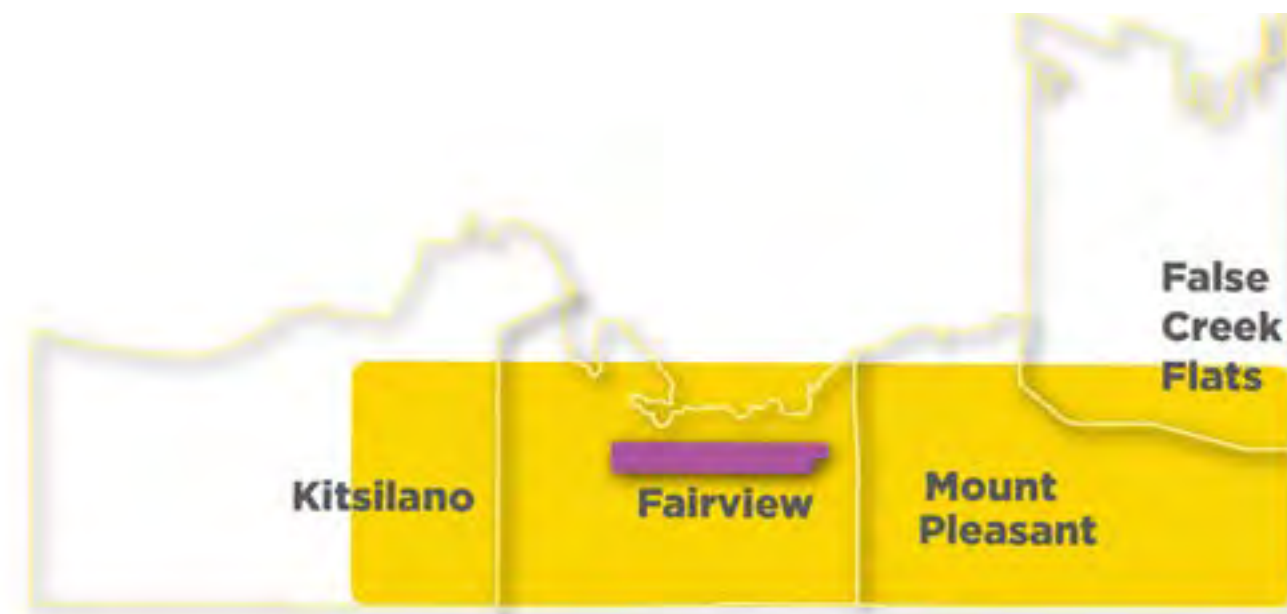 False
Creek
Flats
Kitsilano
Fairview
Mount
Pleasant